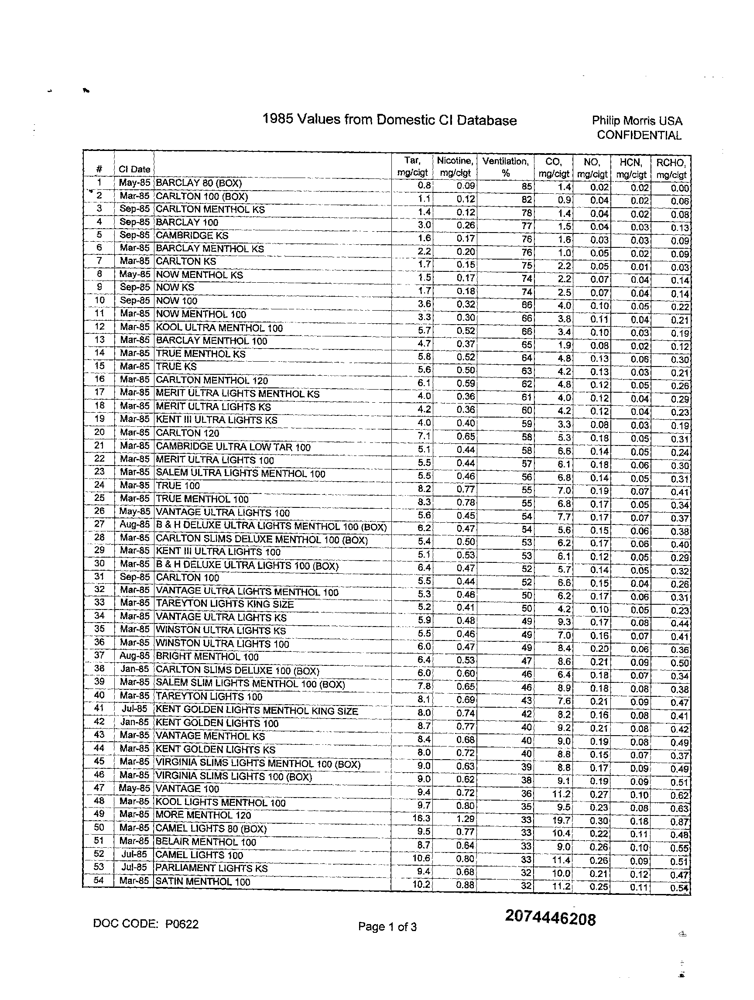 1985 Values from Domestic CI Database
Philip Morris USA
CONFIDENTIAL
# CI Date Tar, mg/cigt Nicotine, mg/cigt Ventilation, % CO, mg/cigt NO, mg/cigt HCN, mg/cigt RCHO, mg/cigt
1 May-85 BARCLAY 80 (BOX) 0.8 0.09 85 1.4 0.02 0.02 0.00
2 Mar-85 CARLTON 100 (BOX) 1.1 0.12 82 0.9 0.04 0.02 0.06
3 Sep-85 CARLTON MENTHOL KS 1.4 0.12 78 1.4 0.04 0.02 0.08
4 Sep-85 BARCLAY 100 3.0 0.26 77 1.5 0.04 0.03 0.13
5 Sep-85 CAMBRIDGE KS 1.6 0.17 76 1.6 0.03 0.03 0.09
6 Mar-85 BARCLAY MENTHOL KS 2.2 0.20 76 1.0 0.05 0.02 0.09
7 Mar-85 CARLTON KS 1.7 0.15 75 2.2 0.05 0.01 0.03
8 May-85 NOW MENTHOL KS 1.5 0.17 74 2.2 0.07 0.04 0.14
9 Sep-85 NOW KS 1.7 0.18 74 2.5 0.07 0.04 0.14
10 Sep-85 NOW 100 3.6 0.32 66 4.0 0.10 0.05 0.22
11 Mar-85 NOW MENTHOL 100 3.3 0.30 66 3.8 0.11 0.04 0.21
12 Mar-85 KOOL ULTRA MENTHOL 100 5.7 0.52 66 3.4 0.10 0.03 0.19
13 Mar-85 BARCLAY MENTHOL 100 4.7 0.37 65 1.9 0.08 0.02 0.12
14 Mar-85 TRUE MENTHOL KS 5.8 0.52 64 4.8 0.13 0.06 0.30
15 Mar-85 TRUE KS 5.6 0.50 63 4.2 0.13 0.03 0.21
16 Mar-85 CARLTON MENTHOL 120 6.1 0.59 62 4.8 0.12 0.05 0.26
17 Mar-85 MERIT ULTRA LIGHTS MENTHOL KS 4.0 0.36 61 4.0 0.12 0.04 0.29
18 Mar-85 MERIT ULTRA LIGHTS KS 4.2 0.36 60 4.2 0.12 0.04 0.23
19 Mar-85 KENT III ULTRA LIGHTS KS 4.0 0.40 59 3.3 0.08 0.03 0.19
20 Mar-85 CARLTON 120 7.1 0.65 58 5.3 0.18 0.05 0.31
21 Mar-85 CAMBRIDGE ULTRA LOW TAR 100 5.1 0.44 58 6.6 0.14 0.05 0.24
22 Mar-85 MERIT ULTRA LIGHTS 100 5.5 0.44 57 6.1 0.18 0.06 0.30
23 Mar-85 SALEM ULTRA LIGHTS MENTHOL 100 5.5 0.46 56 6.8 0.14 0.05 0.31
24 Mar-85 TRUE 100 8.2 0.77 55 7.0 0.19 0.07 0.41
25 Mar-85 TRUE MENTHOL 100 8.3 0.78 55 6.8 0.17 0.05 0.34
26 May-85 VANTAGE ULTRA LIGHTS 100 5.6 0.45 54 7.7 0.17 0.07 0.37
27 Aug-85 B & H DELUXE ULTRA LIGHTS MENTHOL 100 (BOX) 6.2 0.47 54 5.6 0.15 0.06 0.38
28 Mar-85 CARLTON SLIMS DELUXE MENTHOL 100 (BOX) 5.4 0.50 53 6.2 0.17 0.06 0.40
29 Mar-85 KENT III ULTRA LIGHTS 100 5.1 0.53 53 6.1 0.12 0.05 0.29
30 Mar-85 B & H DELUXE ULTRA LIGHTS 100 (BOX) 6.4 0.47 52 5.7 0.14 0.05 0.32
31 Sep-85 CARLTON 100 5.5 0.44 52 6.6 0.15 0.04 0.26
32 Mar-85 VANTAGE ULTRA LIGHTS MENTHOL 100 5.3 0.46 50 6.2 0.17 0.06 0.31
33 Mar-85 TAREYTON LIGHTS KING SIZE 5.2 0.41 50 4.2 0.10 0.05 0.23
34 Mar-85 VANTAGE ULTRA LIGHTS KS 5.9 0.48 49 9.3 0.17 0.08 0.44
35 Mar-85 WINSTON ULTRA LIGHTS KS 5.5 0.46 49 7.0 0.16 0.07 0.41
36 Mar-85 WINSTON ULTRA LIGHTS 100 6.0 0.47 49 8.4 0.20 0.06 0.36
37 Aug-85 BRIGHT MENTHOL 100 6.4 0.53 47 8.6 0.21 0.09 0.50
38 Jan-85 CARLTON SLIMS DELUXE 100 (BOX) 6.0 0.60 46 6.4 0.18 0.07 0.34
39 Mar-85 SALEM SLIM LIGHTS MENTHOL 100 (BOX) 7.8 0.65 46 8.9 0.18 0.08 0.38
40 Mar-85 TAREYTON LIGHTS 100 8.1 0.69 43 7.6 0.21 0.09 0.47
41 Jul-85 KENT GOLDEN LIGHTS MENTHOL KING SIZE 8.0 0.74 42 8.2 0.16 0.08 0.41
42 Jan-85 KENT GOLDEN LIGHTS 100 8.7 0.77 40 9.2 0.21 0.08 0.42
43 Mar-85 VANTAGE MENTHOL KS 8.4 0.68 40 9.0 0.19 0.08 0.49
44 Mar-85 KENT GOLDEN LIGHTS KS 8.0 0.72 40 8.8 0.15 0.07 0.37
45 Mar-85 VIRGINIA SLIMS LIGHTS MENTHOL 100 (BOX) 9.0 0.63 39 8.8 0.17 0.09 0.49
46 Mar-85 VIRGINIA SLIMS LIGHTS 100 (BOX) 9.0 0.62 38 9.1 0.19 0.09 0.51
47 May-85 VANTAGE 100 9.4 0.72 36 11.2 0.27 0.10 0.62
48 Mar-85 KOOL LIGHTS MENTHOL 100 9.7 0.80 35 9.5 0.23 0.08 0.63
49 Mar-85 MORE MENTHOL 120 16.3 1.29 33 19.7 0.30 0.18 0.87
50 Mar-85 CAMEL LIGHTS 80 (BOX) 9.5 0.77 33 10.4 0.22 0.11 0.48
51 Mar-85 BELAIR MENTHOL 100 8.7 0.64 33 9.0 0.26 0.10 0.55
52 Jul-85 CAMEL LIGHTS 100 10.6 0.80 33 11.4 0.26 0.09 0.51
53 Jul-85 PARLIAMENT LIGHTS KS 9.4 0.68 32 10.0 0.21 0.12 0.47
54 Mar-85 SATIN MENTHOL 100 10.2 0.88 32 11.2 0.25 0.11 0.54
DOC CODE: P0622
Page 1 of 3
2074446208